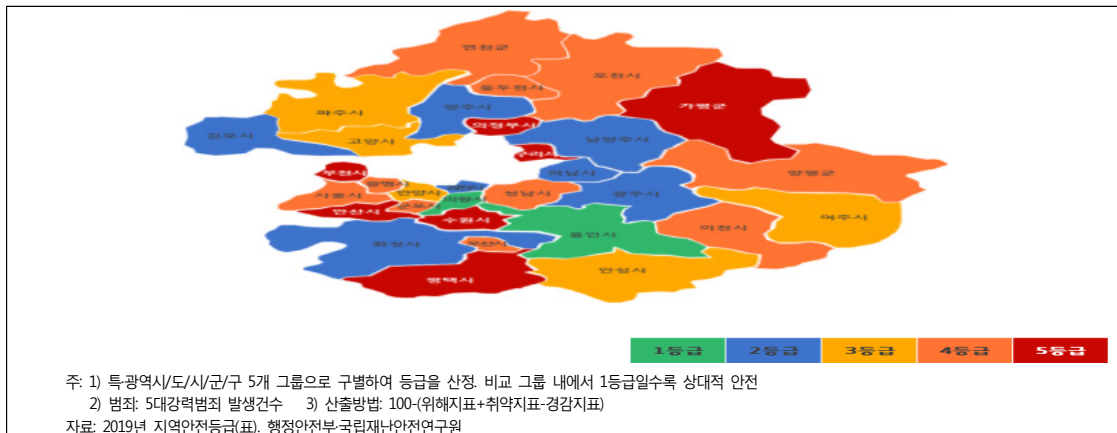 연천군
포천시
동두천시
가평군
파주시
양주시
의정부시
김포시
고양시
남양주시
구리시
부천시
하남시
양평군
광명시
안양시
과천시
시흥시
의왕시
성남시
광주시
군포시
안산시
수원시
여주시
용인시
이천시
화성시
오산시
안성시
평택시
1등급 2등급 3등급 4등급 5등급
주: 1) 특·광역시/도/시/군/구 5개 그룹으로 구별하여 등급을 산정. 비교 그룹 내에서 1등급일수록 상대적 안전
2) 범죄: 5대강력범죄 발생건수 3) 산출방법: 100-(위해지표+취약지표-경감지표)
자료: 2019년 지역안전등급(표). 행정안전부·국립재난안전연구원